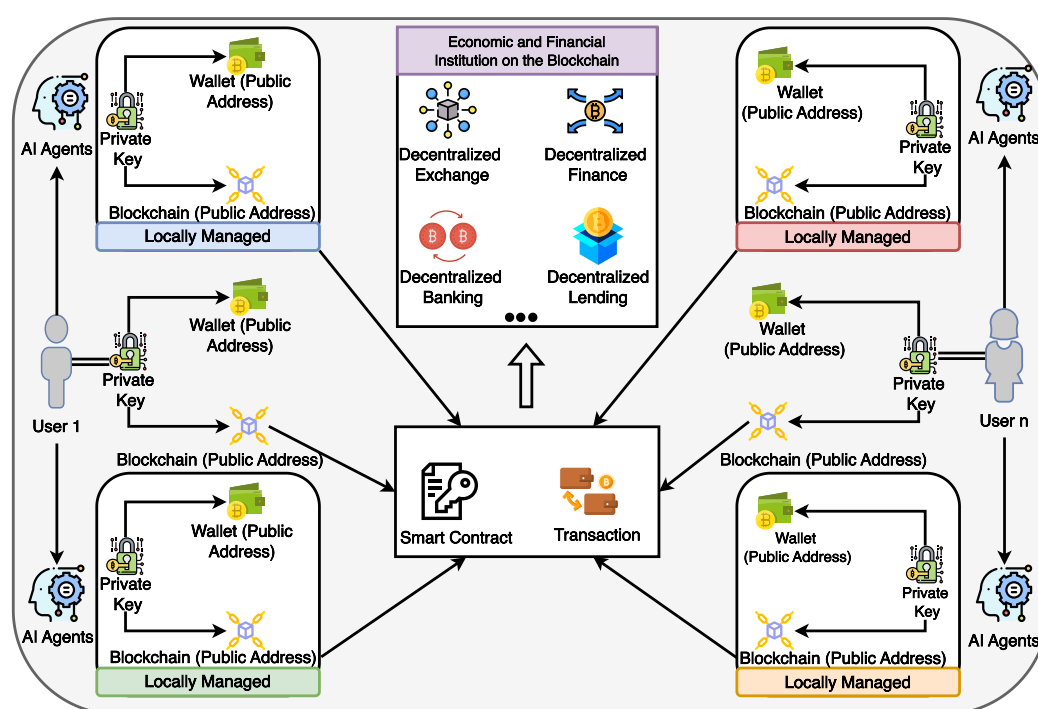 Economic and Financial
Institution on the Blockchain
Decentralized
Exchange
Decentralized
Finance
Decentralized
Banking
Decentralized
Lending
AI Agents
Wallet (Public
Address)
Private
Key
Blockchain (Public Address)
Locally Managed
User 1
Wallet (Public
Address)
Private
Key
Blockchain (Public Address)
AI Agents
Wallet (Public
Address)
Private
Key
Blockchain (Public Address)
Locally Managed
Smart Contract
Transaction
Wallet
(Public Address)
Private
Key
Blockchain (Public Address)
Locally Managed
AI Agents
Wallet
(Public Address)
Private
Key
Blockchain (Public Address)
User n
Wallet
(Public Address)
Private
Key
Blockchain (Public Address)
Locally Managed
AI Agents